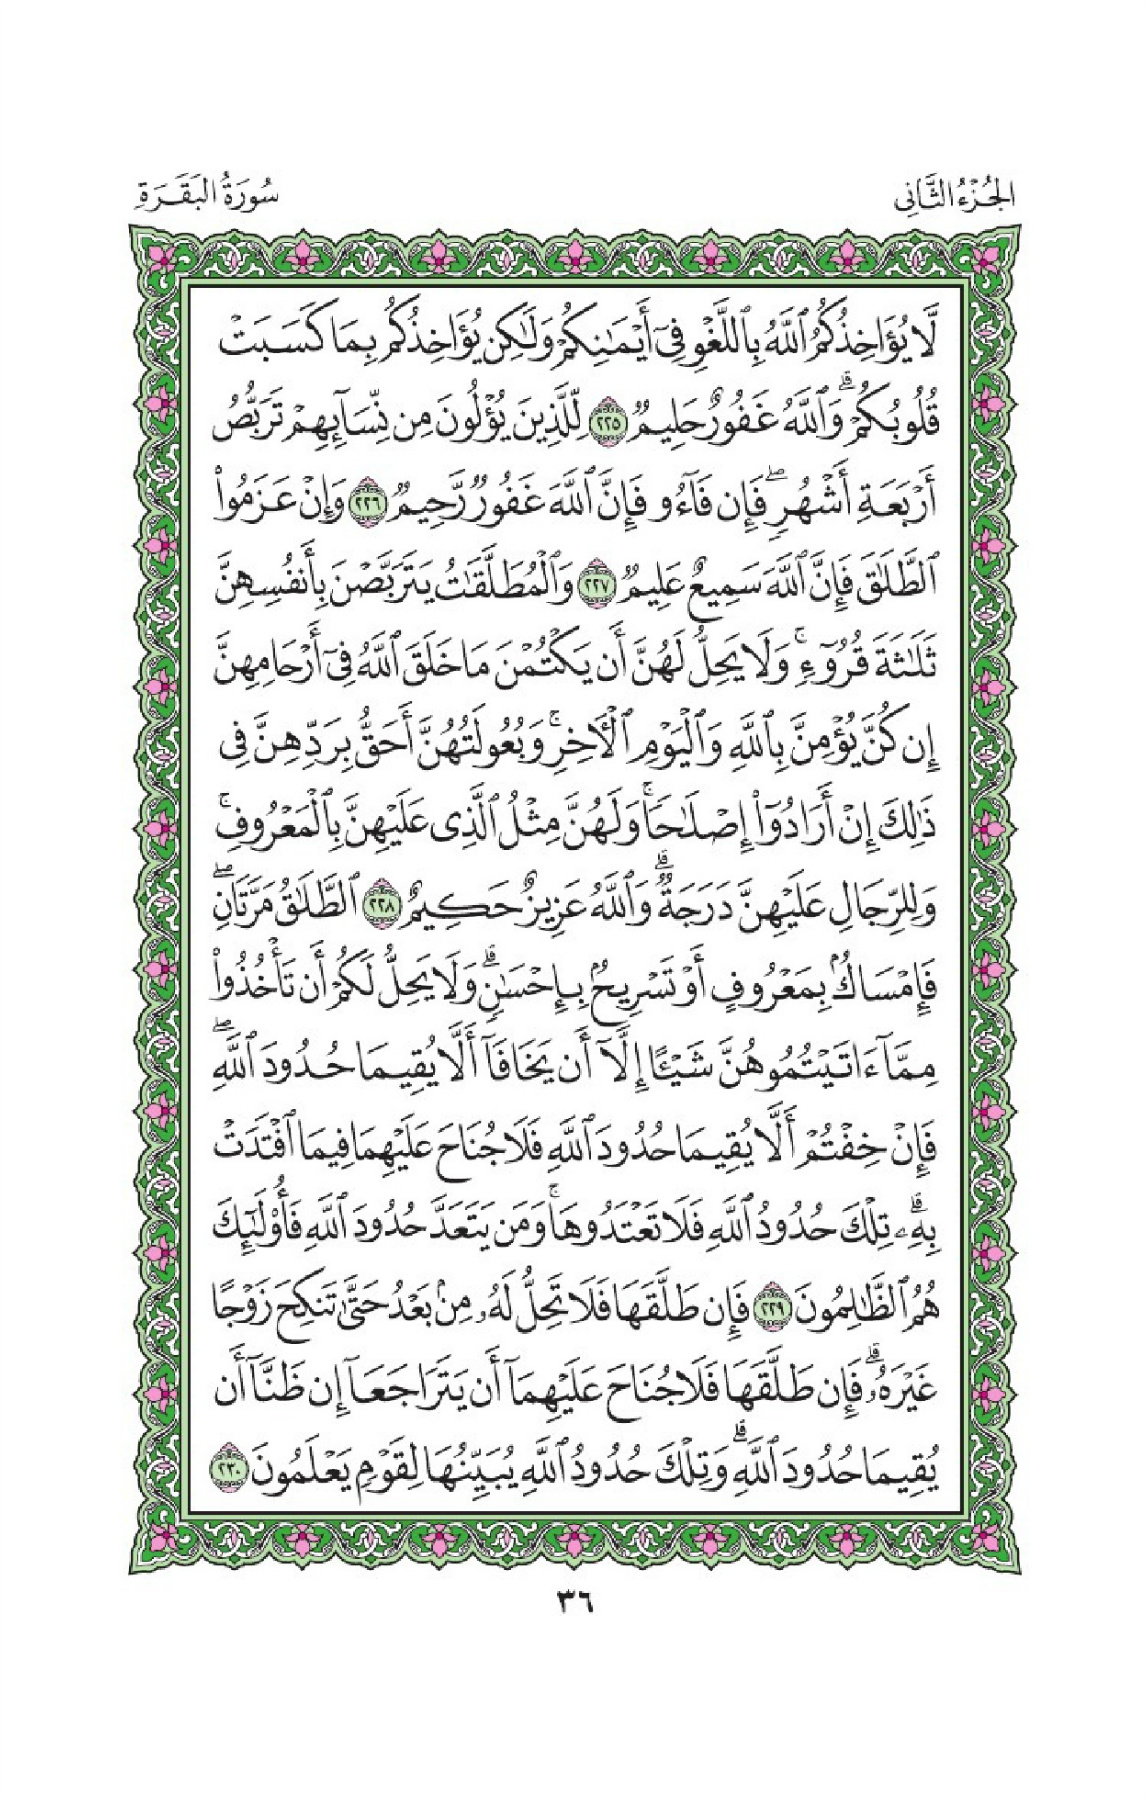 الجُزْءُ الثَّانِى
سُورَةُ البَقَرَةِ
لَّا يُؤَاخِذُكُمُ ٱللَّهُ بِٱللَّغْوِ فِىٓ أَيْمَٰنِكُمْ وَلَٰكِن يُؤَاخِذُكُم بِمَا كَسَبَتْ
قُلُوبُكُمْ ۗ وَٱللَّهُ غَفُورٌ حَلِيمٌ ٢٢٥ لِّلَّذِينَ يُؤْلُونَ مِن نِّسَآئِهِمْ تَرَبُّصُ
أَرْبَعَةِ أَشْهُرٍ ۖ فَإِن فَآءُو فَإِنَّ ٱللَّهَ غَفُورٌ رَّحِيمٌ ٢٢٦ وَإِنْ عَزَمُوا۟
ٱلطَّلَٰقَ فَإِنَّ ٱللَّهَ سَمِيعٌ عَلِيمٌ ٢٢٧ وَٱلْمُطَلَّقَٰتُ يَتَرَبَّصْنَ بِأَنفُسِهِنَّ
ثَلَٰثَةَ قُرُوٓءٍ ۚ وَلَا يَحِلُّ لَهُنَّ أَن يَكْتُمْنَ مَا خَلَقَ ٱللَّهُ فِىٓ أَرْحَامِهِنَّ
إِن كُنَّ يُؤْمِنَّ بِٱللَّهِ وَٱلْيَوْمِ ٱلْءَاخِرِ ۚ وَبُعُولَتُهُنَّ أَحَقُّ بِرَدِّهِنَّ فِى
ذَٰلِكَ إِنْ أَرَادُوٓا۟ إِصْلَٰحًا ۚ وَلَهُنَّ مِثْلُ ٱلَّذِى عَلَيْهِنَّ بِٱلْمَعْرُوفِ ۚ
وَلِلرِّجَالِ عَلَيْهِنَّ دَرَجَةٌ ۗ وَٱللَّهُ عَزِيزٌ حَكِيمٌ ٢٢٨ ٱلطَّلَٰقُ مَرَّتَانِ ۖ
فَإِمْسَاكٌۢ بِمَعْرُوفٍ أَوْ تَسْرِيحٌۢ بِإِحْسَٰنٍ ۗ وَلَا يَحِلُّ لَكُمْ أَن تَأْخُذُوا۟
مِمَّآ ءَاتَيْتُمُوهُنَّ شَيْـًٔا إِلَّآ أَن يَخَافَآ أَلَّا يُقِيمَا حُدُودَ ٱللَّهِ ۖ
فَإِنْ خِفْتُمْ أَلَّا يُقِيمَا حُدُودَ ٱللَّهِ فَلَا جُنَاحَ عَلَيْهِمَا فِيمَا ٱفْتَدَتْ
بِهِۦ ۗ تِلْكَ حُدُودُ ٱللَّهِ فَلَا تَعْتَدُوهَا ۚ وَمَن يَتَعَدَّ حُدُودَ ٱللَّهِ فَأُو۟لَٰٓئِكَ
هُمُ ٱلظَّٰلِمُونَ ٢٢٩ فَإِن طَلَّقَهَا فَلَا تَحِلُّ لَهُۥ مِنۢ بَعْدُ حَتَّىٰ تَنكِحَ زَوْجًا
غَيْرَهُۥ ۗ فَإِن طَلَّقَهَا فَلَا جُنَاحَ عَلَيْهِمَآ أَن يَتَرَاجَعَآ إِن ظَنَّآ أَن
يُقِيمَا حُدُودَ ٱللَّهِ ۗ وَتِلْكَ حُدُودُ ٱللَّهِ يُبَيِّنُهَا لِقَوْمٍ يَعْلَمُونَ ٢٣٠
٣٦